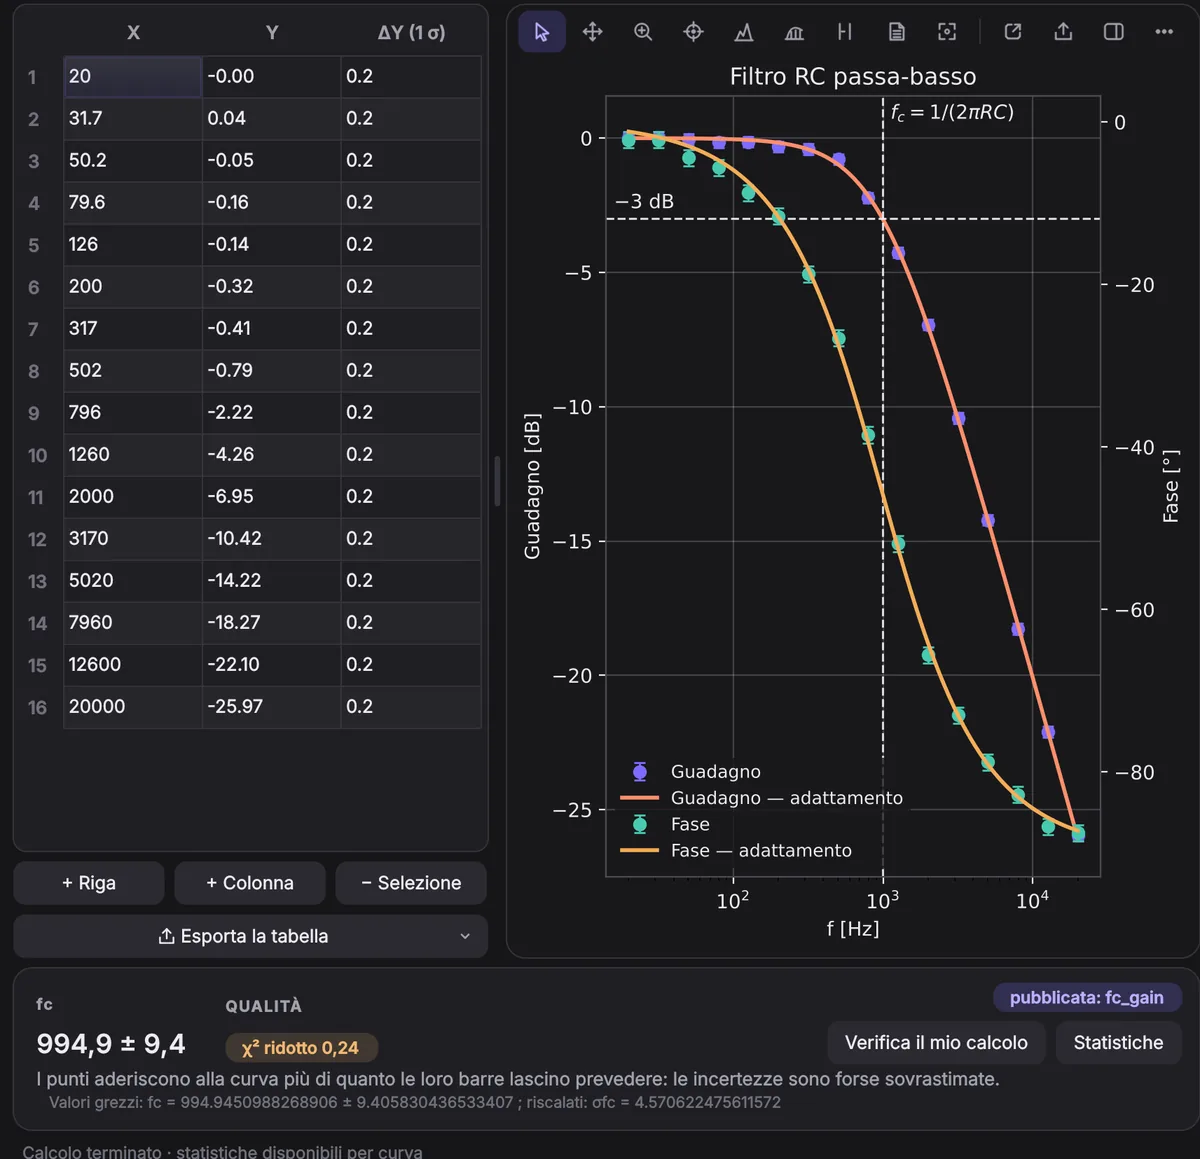 X Y ΔY (1 σ)
1 20 -0.00 0.2
2 31.7 0.04 0.2
3 50.2 -0.05 0.2
4 79.6 -0.16 0.2
5 126 -0.14 0.2
6 200 -0.32 0.2
7 317 -0.41 0.2
8 502 -0.79 0.2
9 796 -2.22 0.2
10 1260 -4.26 0.2
11 2000 -6.95 0.2
12 3170 -10.42 0.2
13 5020 -14.22 0.2
14 7960 -18.27 0.2
15 12600 -22.10 0.2
16 20000 -25.97 0.2
+ Riga
+ Colonna
− Selezione
Esporta la tabella
Filtro RC passa-basso
f_c = 1/(2πRC)
−3 dB
0
−5
−10
−15
−20
−25
Guadagno [dB]
0
−20
−40
−60
−80
Fase [°]
Guadagno
Guadagno — adattamento
Fase
Fase — adattamento
10² 10³ 10⁴
f [Hz]
fc
QUALITÀ
pubblicata: fc_gain
994,9 ± 9,4
χ² ridotto 0,24
Verifica il mio calcolo
Statistiche
I punti aderiscono alla curva più di quanto le loro barre lascino prevedere: le incertezze sono forse sovrastimate.
Valori grezzi: fc = 994.9450988268906 ± 9.405830436533407 ; riscalati: σfc = 4.570622475611572
Calcolo terminato · statistiche disponibili per curva